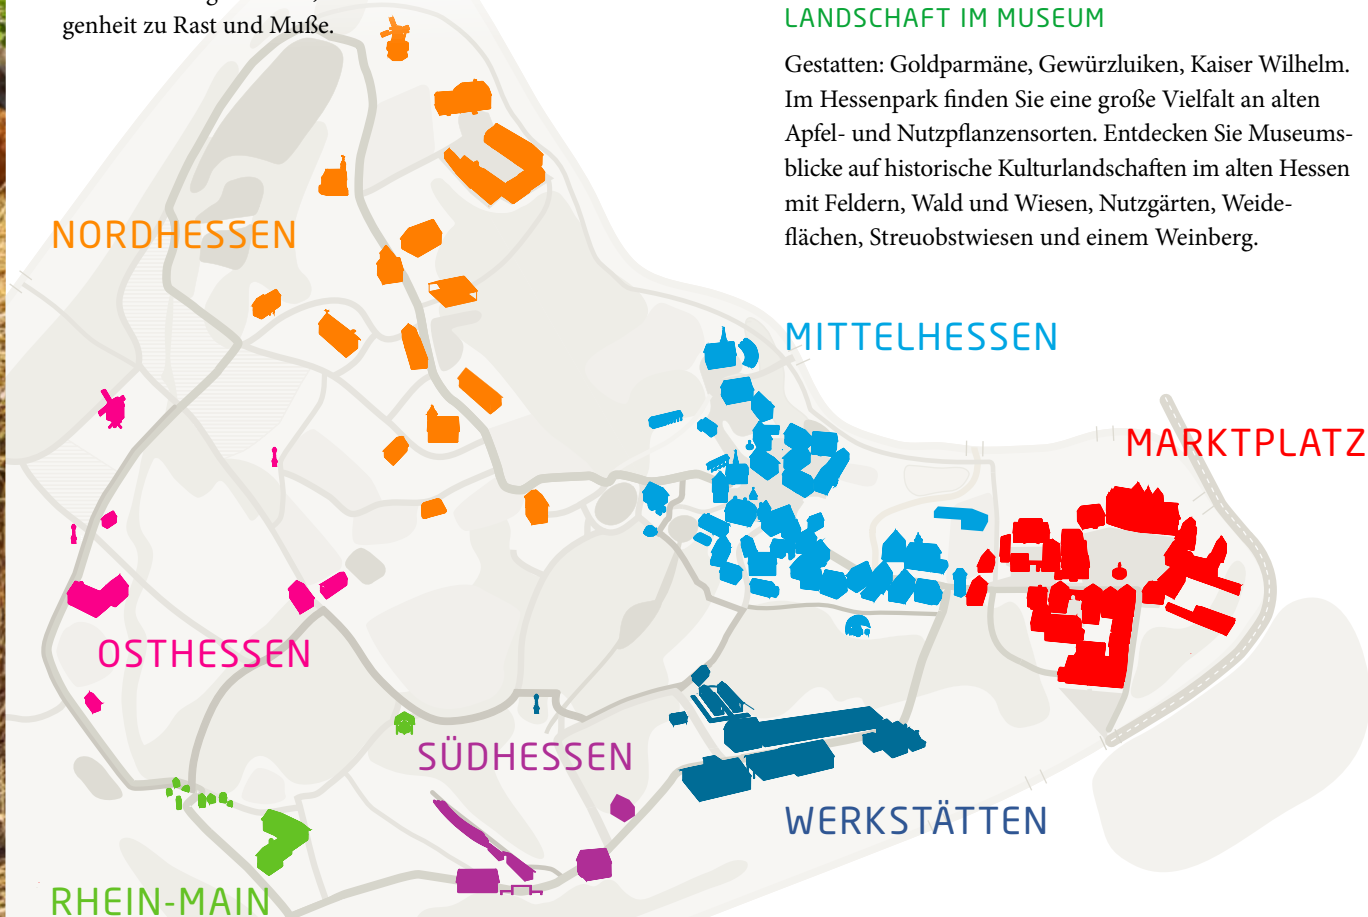 genheit zu Rast und Muße.
LANDSCHAFT IM MUSEUM
Gestatten: Goldparmäne, Gewürzluiken, Kaiser Wilhelm.
Im Hessenpark finden Sie eine große Vielfalt an alten
Apfel- und Nutzpflanzensorten. Entdecken Sie Museums-
blicke auf historische Kulturlandschaften im alten Hessen
mit Feldern, Wald und Wiesen, Nutzgärten, Weide-
flächen, Streuobstwiesen und einem Weinberg.
NORDHESSEN
MITTELHESSEN
MARKTPLATZ
OSTHESSEN
SÜDHESSEN
WERKSTÄTTEN
RHEIN-MAIN